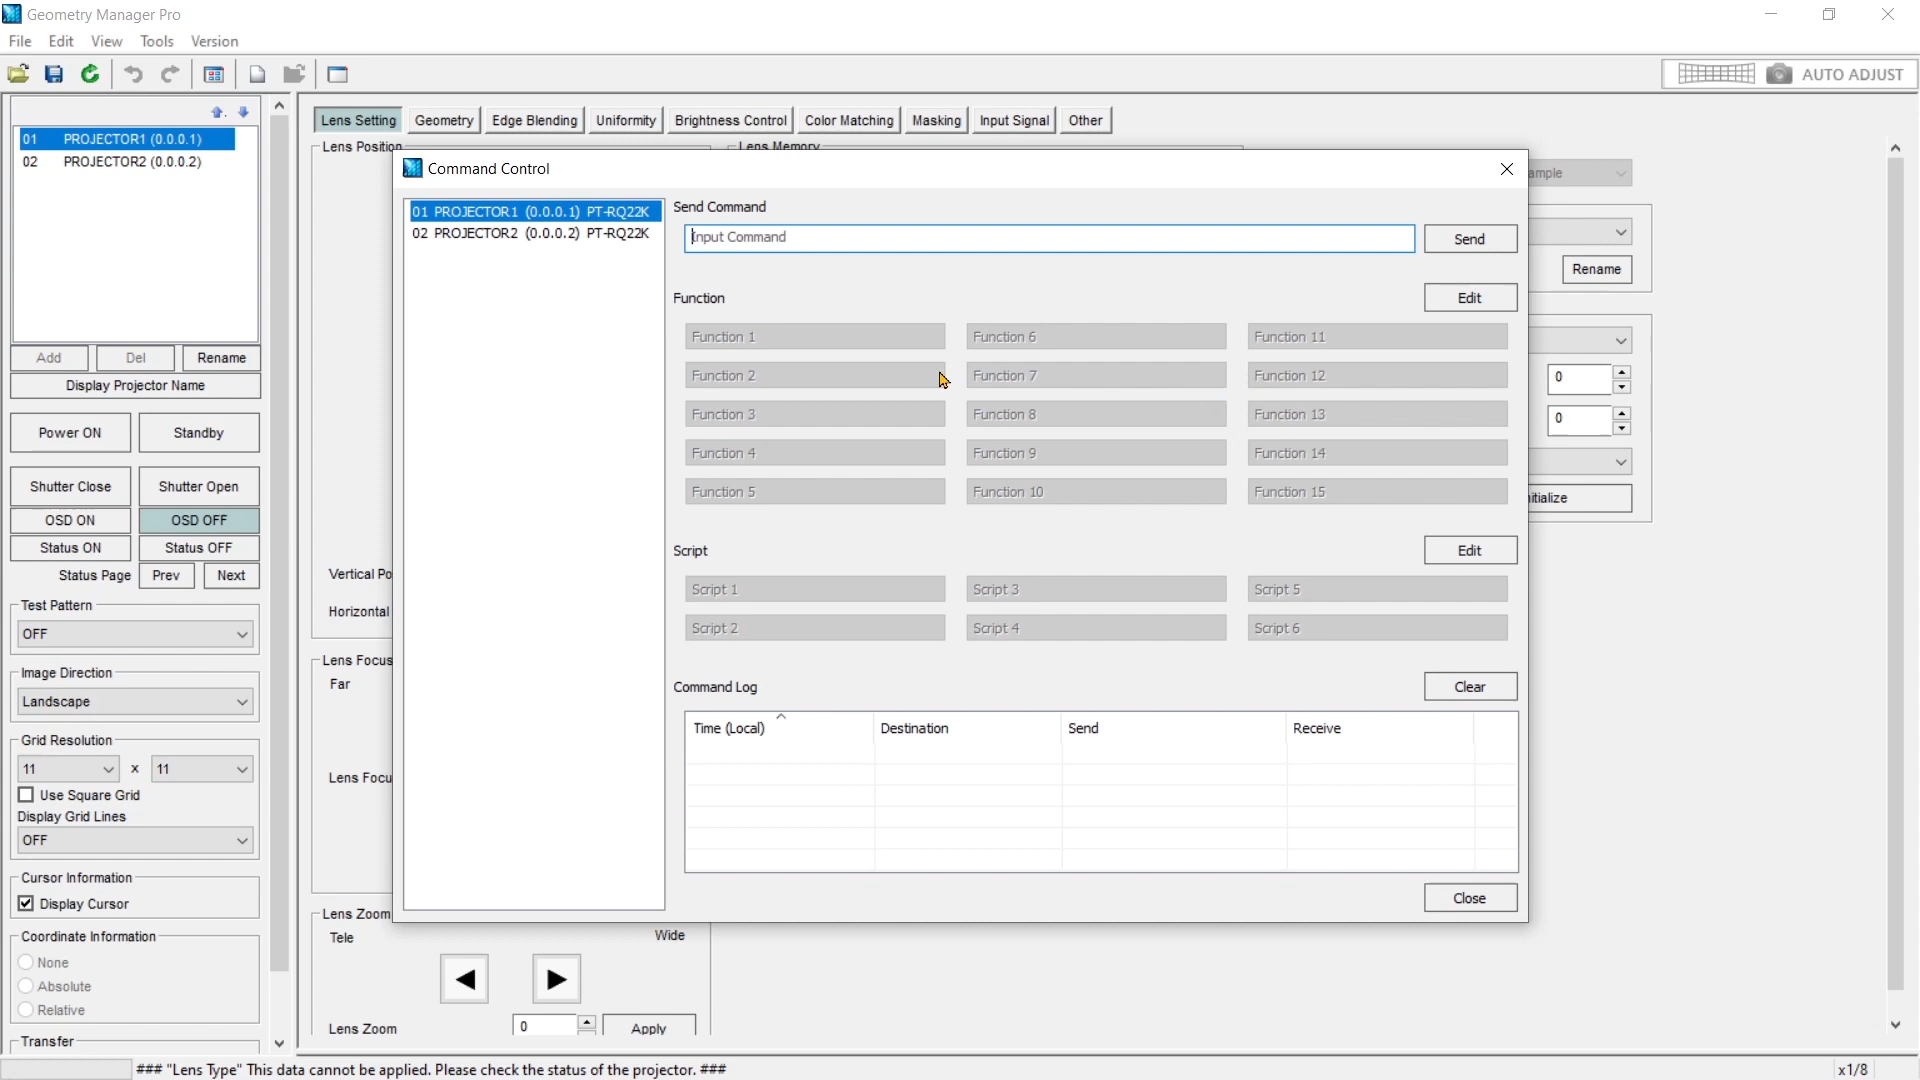 Geometry Manager Pro
File Edit View Tools Version
AUTO ADJUST
01 PROJECTOR1 (0.0.0.1)
02 PROJECTOR2 (0.0.0.2)
Add Del Rename
Display Projector Name
Power ON Standby
Shutter Close Shutter Open
OSD ON OSD OFF
Status ON Status OFF
Status Page Prev Next
Test Pattern
OFF
Image Direction
Landscape
Grid Resolution
11 x 11
Use Square Grid
Display Grid Lines
OFF
Cursor Information
Display Cursor
Coordinate Information
None
Absolute
Relative
Transfer
Lens Setting Geometry Edge Blending Uniformity Brightness Control Color Matching Masking Input Signal Other
Lens Position Lens Memory
ample
Rename
0
0
itialize
Vertical Po
Horizontal
Lens Focus
Far
Lens Focu
Lens Zoom
Tele Wide
Lens Zoom 0 Apply
Command Control
01 PROJECTOR1 (0.0.0.1) PT-RQ22K
02 PROJECTOR2 (0.0.0.2) PT-RQ22K
Send Command
Input Command Send
Function Edit
Function 1 Function 6 Function 11
Function 2 Function 7 Function 12
Function 3 Function 8 Function 13
Function 4 Function 9 Function 14
Function 5 Function 10 Function 15
Script Edit
Script 1 Script 3 Script 5
Script 2 Script 4 Script 6
Command Log Clear
Time (Local) Destination Send Receive
Close
### "Lens Type" This data cannot be applied. Please check the status of the projector. ###
x1/8